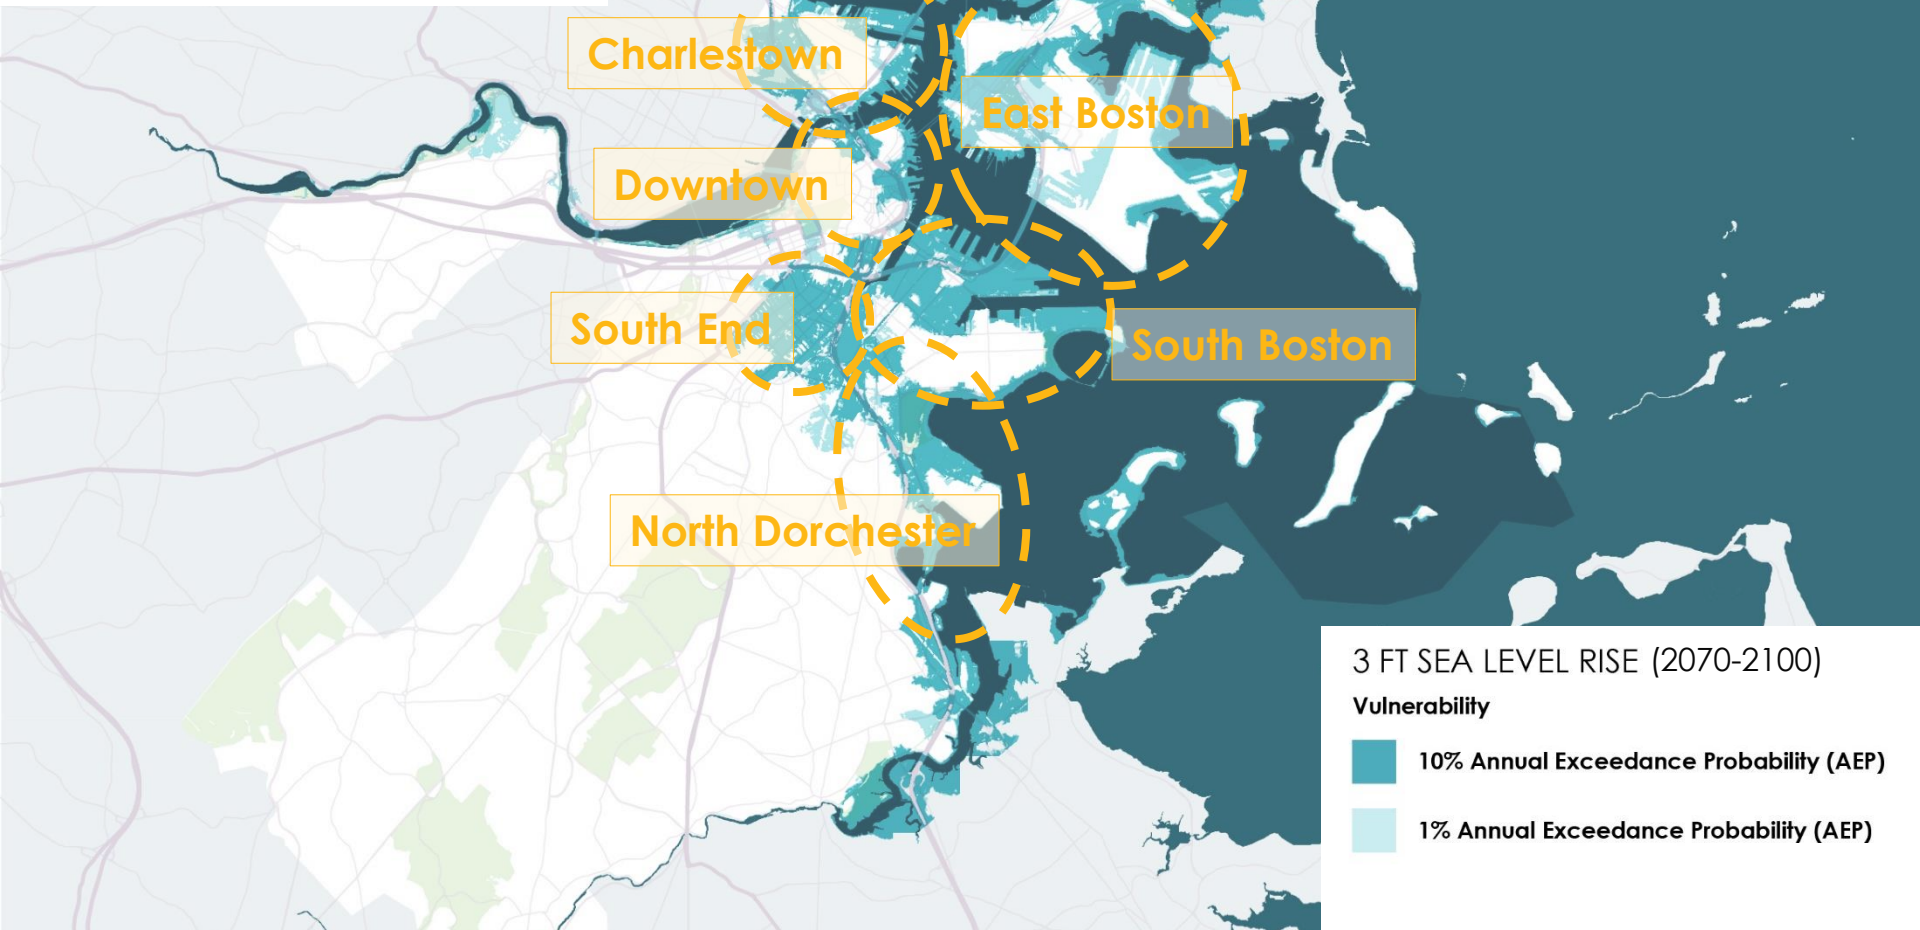 Charlestown
East Boston
Downtown
South End
South Boston
North Dorchester
3 FT SEA LEVEL RISE (2070-2100)
Vulnerability
10% Annual Exceedance Probability (AEP)
1% Annual Exceedance Probability (AEP)